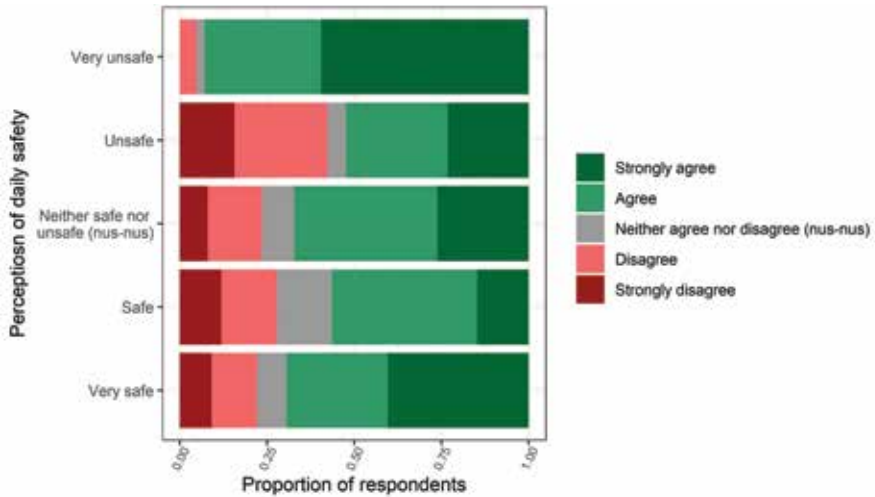 Very unsafe
Unsafe
Neither safe nor
unsafe (nus-nus)
Safe
Very safe
Perceptiosn of daily safety
0.00
0.25
0.50
0.75
1.00
Proportion of respondents
Strongly agree
Agree
Neither agree nor disagree (nus-nus)
Disagree
Strongly disagree